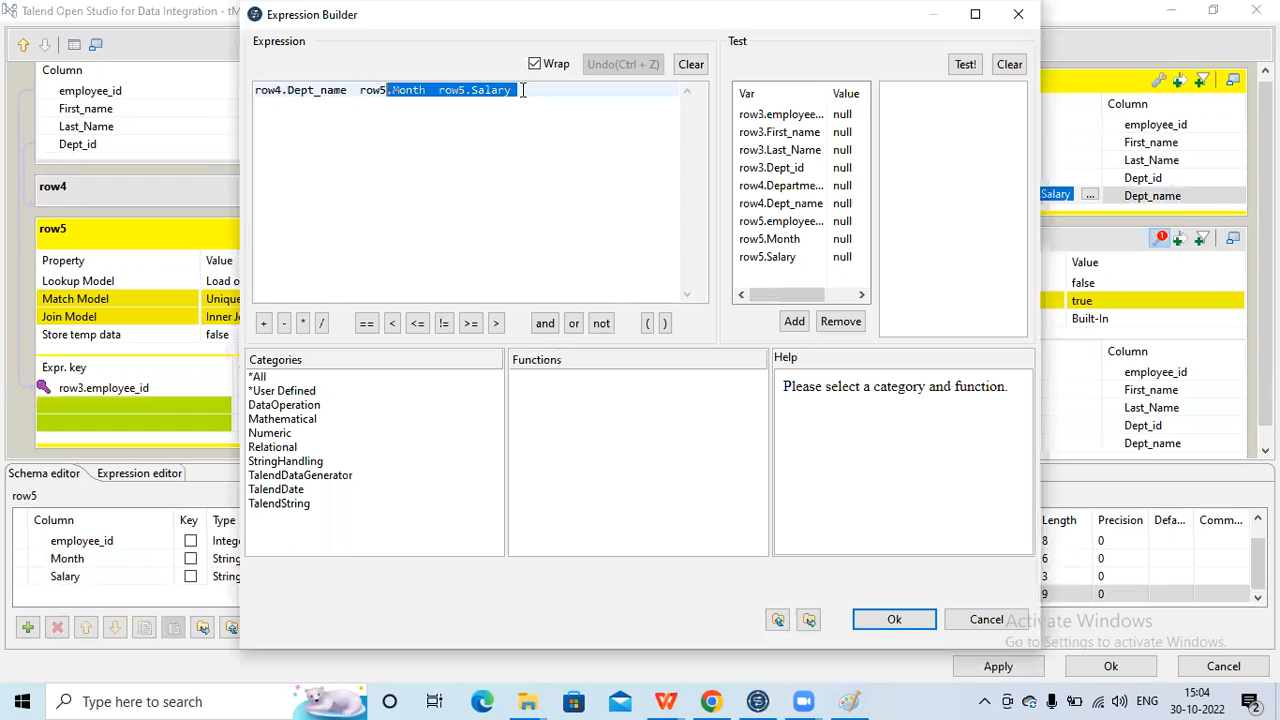 Talend Open Studio for Data Integration - tM
Expression Builder
Expression
Test
Wrap
Undo(Ctrl + Z)
Clear
Test!
Clear
row4.Dept_name row5.Month row5.Salary
Var Value
row3.employee... null
row3.First_name null
row3.Last_Name null
row3.Dept_id null
row4.Departme... null
row4.Dept_name null
row5.employee... null
row5.Month null
row5.Salary null
Add
Remove
+ - * / == < <= != >= > and or not ( )
Categories
*All
*User Defined
DataOperation
Mathematical
Numeric
Relational
StringHandling
TalendDataGenerator
TalendDate
TalendString
Functions
Help
Please select a category and function.
Ok
Cancel
Column
employee_id
First_name
Last_Name
Dept_id
row4
row5
Property Value
Lookup Model Load o
Match Model Unique
Join Model Inner Jo
Store temp data false
Expr. key
row3.employee_id
Schema editor Expression editor
row5
Column Key Type
employee_id Intege
Month String
Salary String
Column
employee_id
First_name
Last_Name
Dept_id
Salary ... Dept_name
Value
false
true
Built-In
Column
employee_id
First_name
Last_Name
Dept_id
Dept_name
Length Precision Defa... Comm...
8 0
6 0
3 0
9 0
Activate Windows
Go to Settings to activate Windows.
Apply
Ok
Cancel
Type here to search
ENG
15:04
30-10-2022
2